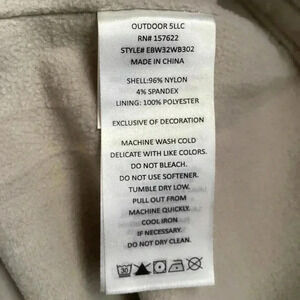 OUTDOOR 5LLC
RN# 157622
STYLE# EBW32WB302
MADE IN CHINA
SHELL:96% NYLON
4% SPANDEX
LINING: 100% POLYESTER
EXCLUSIVE OF DECORATION
MACHINE WASH COLD
DELICATE WITH LIKE COLORS.
DO NOT BLEACH.
DO NOT USE SOFTENER.
TUMBLE DRY LOW.
PULL OUT FROM
MACHINE QUICKLY.
COOL IRON
IF NECESSARY.
DO NOT DRY CLEAN.
30